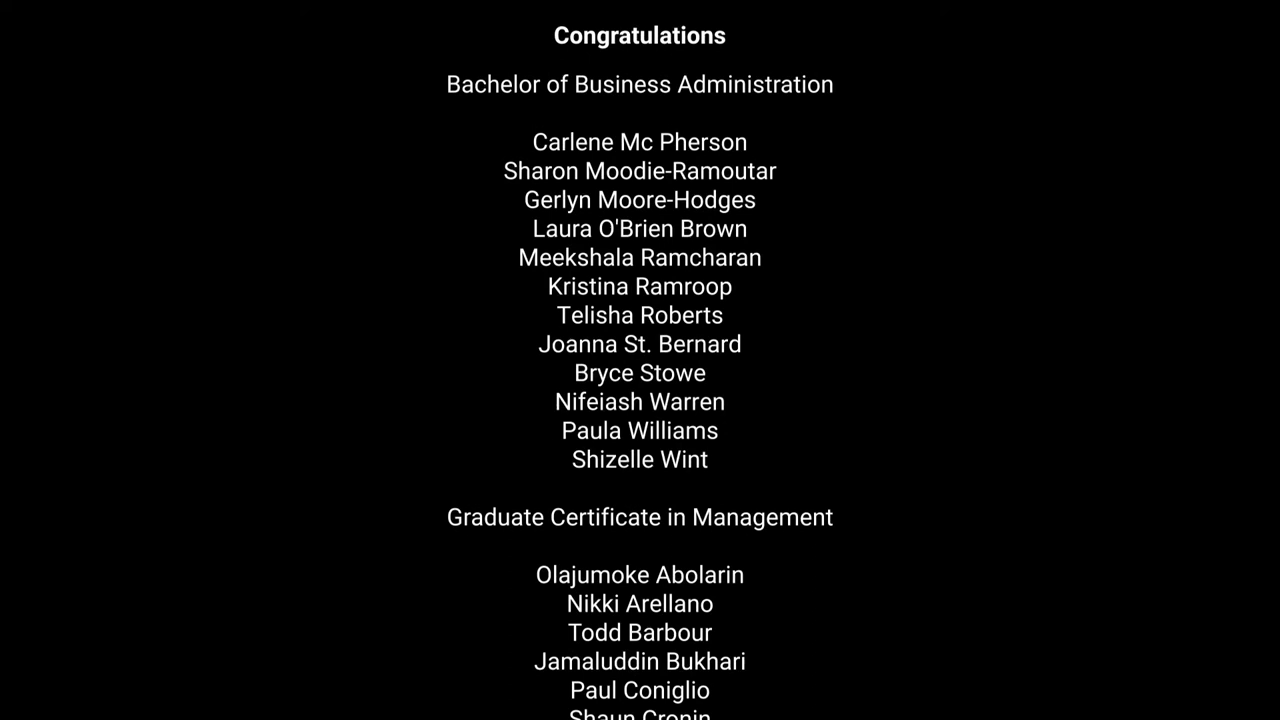 Congratulations
Bachelor of Business Administration
Carlene Mc Pherson
Sharon Moodie-Ramoutar
Gerlyn Moore-Hodges
Laura O'Brien Brown
Meekshala Ramcharan
Kristina Ramroop
Telisha Roberts
Joanna St. Bernard
Bryce Stowe
Nifeiash Warren
Paula Williams
Shizelle Wint
Graduate Certificate in Management
Olajumoke Abolarin
Nikki Arellano
Todd Barbour
Jamaluddin Bukhari
Paul Coniglio
Shaun Cronin